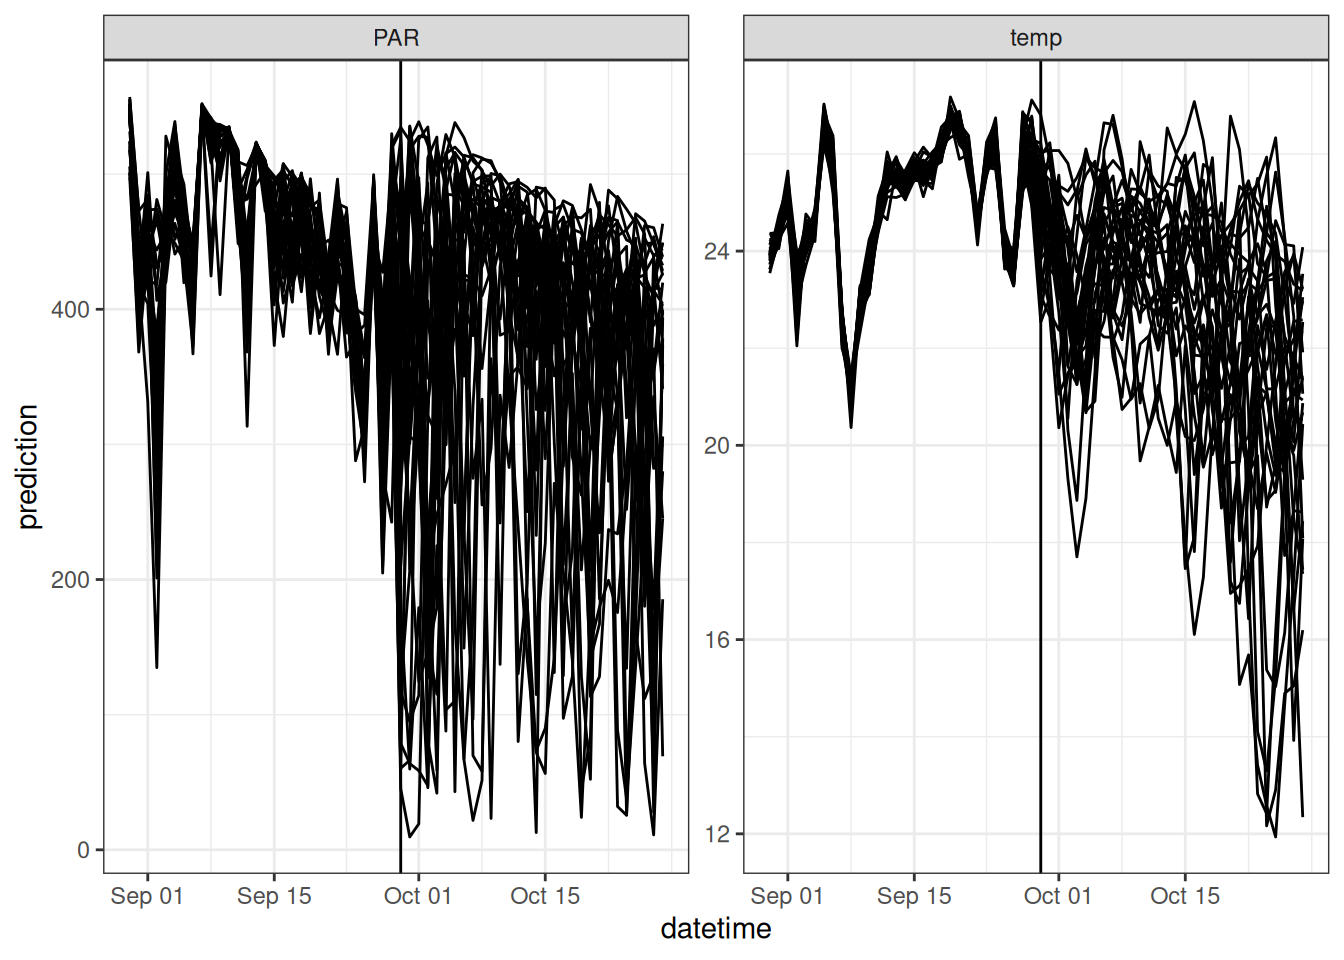 PAR
temp
prediction
400
200
0
24
20
16
12
Sep 01 Sep 15 Oct 01 Oct 15
Sep 01 Sep 15 Oct 01 Oct 15
datetime